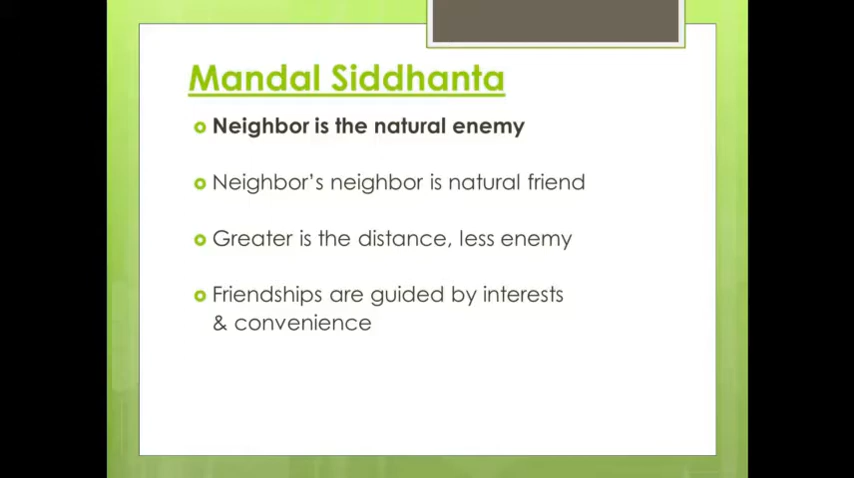 Mandal Siddhanta
Neighbor is the natural enemy
Neighbor's neighbor is natural friend
Greater is the distance, less enemy
Friendships are guided by interests
& convenience